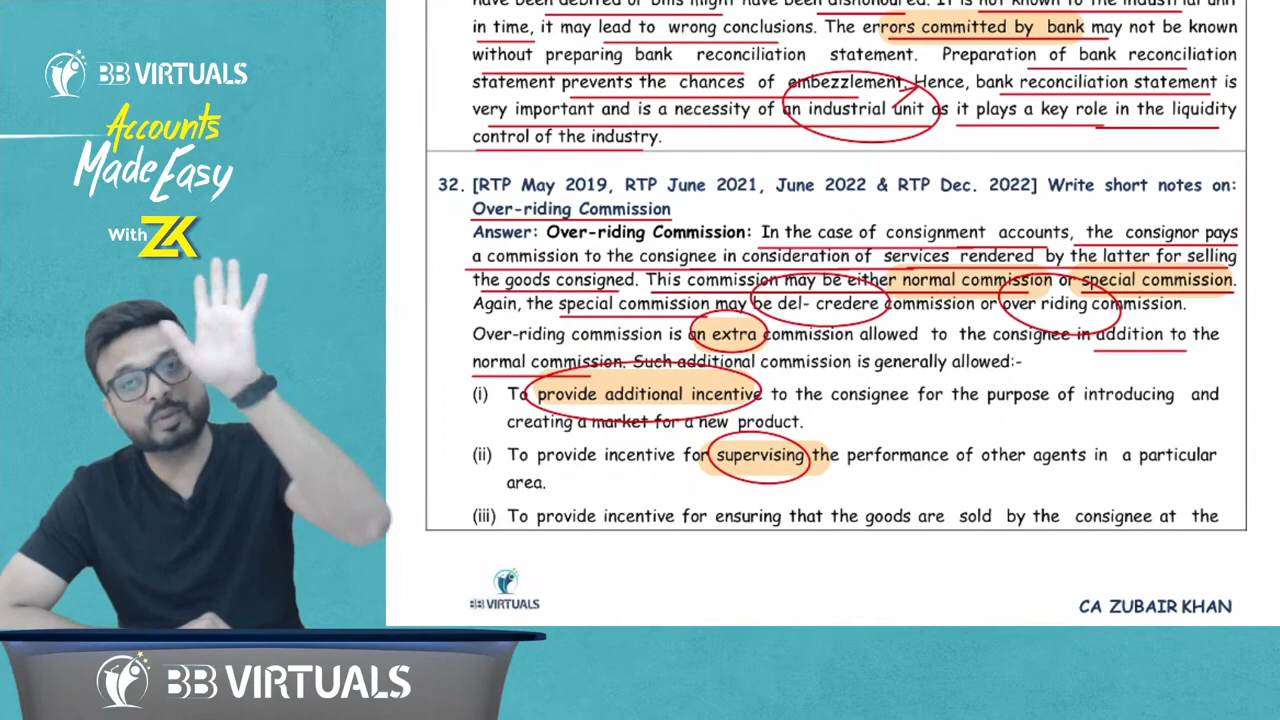 BB VIRTUALS
Accounts
Made Easy
With ZK
have been debited or bills might have been dishonoured. It is not known to the industrial unit
in time, it may lead to wrong conclusions. The errors committed by bank may not be known
without preparing bank reconciliation statement. Preparation of bank reconciliation
statement prevents the chances of embezzlement. Hence, bank reconciliation statement is
very important and is a necessity of an industrial unit as it plays a key role in the liquidity
control of the industry.
32. [RTP May 2019, RTP June 2021, June 2022 & RTP Dec. 2022] Write short notes on:
Over-riding Commission
Answer: Over-riding Commission: In the case of consignment accounts, the consignor pays
a commission to the consignee in consideration of services rendered by the latter for selling
the goods consigned. This commission may be either normal commission or special commission.
Again, the special commission may be del- credere commission or over riding commission.
Over-riding commission is an extra commission allowed to the consignee in addition to the
normal commission. Such additional commission is generally allowed:-
(i) To provide additional incentive to the consignee for the purpose of introducing and
creating a market for a new product.
(ii) To provide incentive for supervising the performance of other agents in a particular
area.
(iii) To provide incentive for ensuring that the goods are sold by the consignee at the
BB VIRTUALS
CA ZUBAIR KHAN
BB VIRTUALS